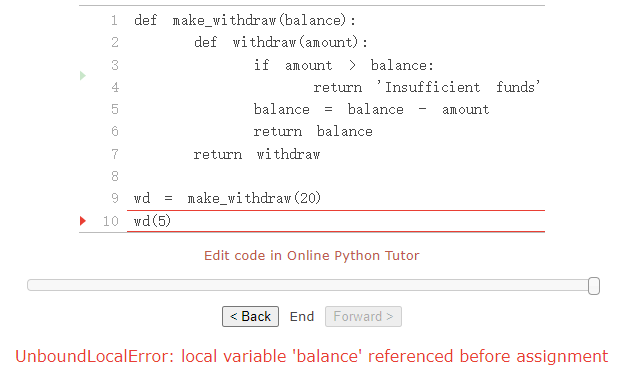 1 def make_withdraw(balance):
2 def withdraw(amount):
3 if amount > balance:
4 return 'Insufficient funds'
5 balance = balance - amount
6 return balance
7 return withdraw
8
9 wd = make_withdraw(20)
10 wd(5)
Edit code in Online Python Tutor
< Back End Forward >
UnboundLocalError: local variable 'balance' referenced before assignment